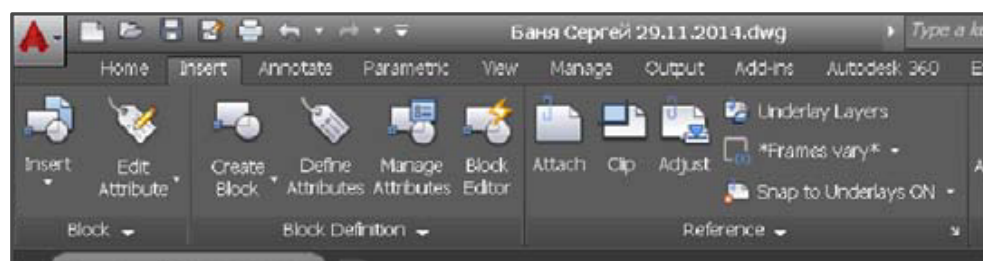 Баня Сергей 29.11.2014.dwg Type a
Home Insert Annotate Parametric View Manage Output Add-ins Autodesk 360
Insert Edit Attribute Create Block Define Attributes Manage Attributes Block Editor Attach Clip Adjust
Underlay Layers
*Frames vary*
Snap to Underlays ON
Block Block Definition Reference